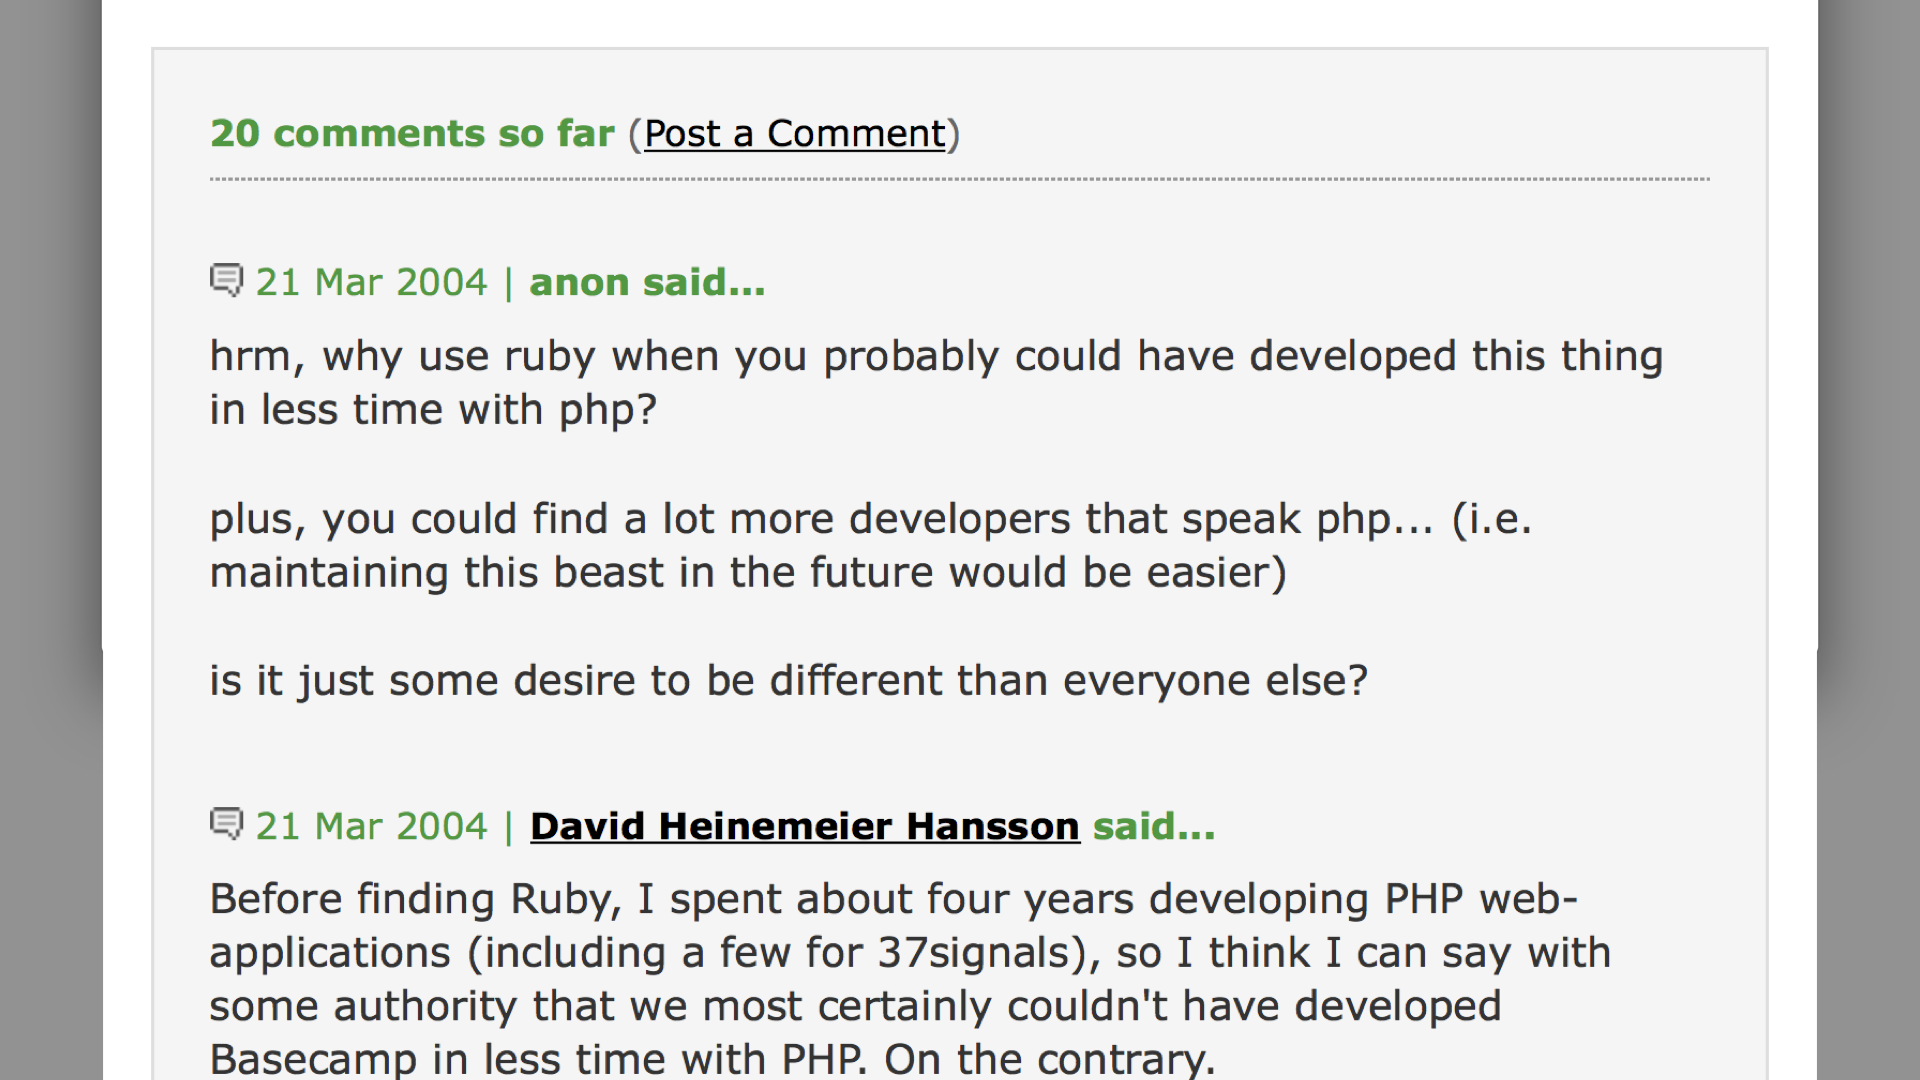 20 comments so far (Post a Comment)
21 Mar 2004 | anon said...
hrm, why use ruby when you probably could have developed this thing
in less time with php?
plus, you could find a lot more developers that speak php... (i.e.
maintaining this beast in the future would be easier)
is it just some desire to be different than everyone else?
21 Mar 2004 | David Heinemeier Hansson said...
Before finding Ruby, I spent about four years developing PHP web-
applications (including a few for 37signals), so I think I can say with
some authority that we most certainly couldn't have developed
Basecamp in less time with PHP. On the contrary.